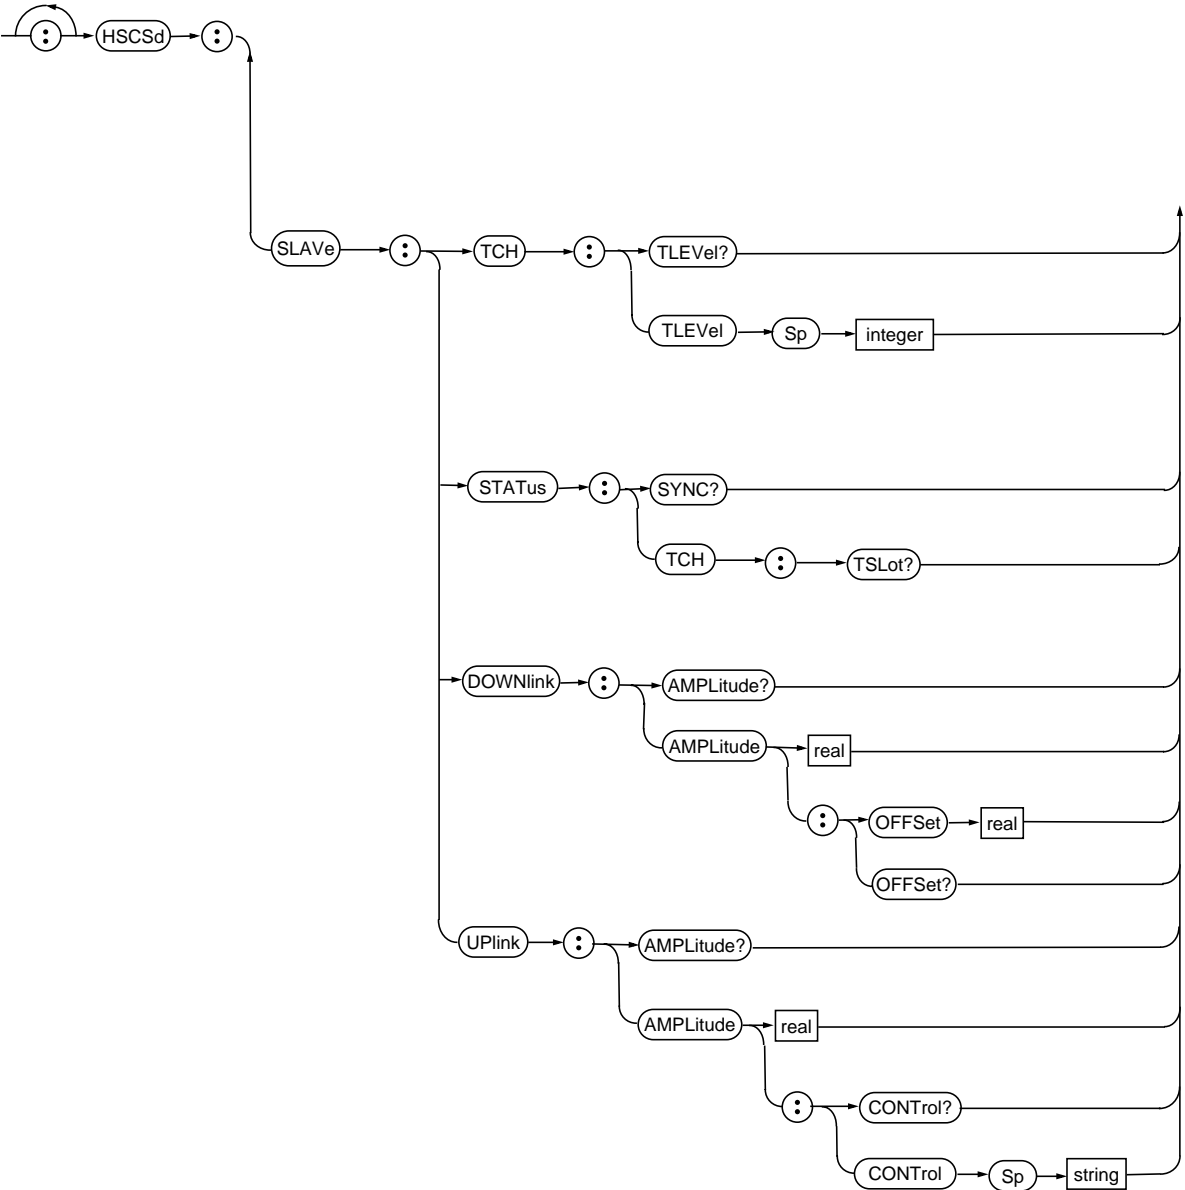 : HSCSd :
SLAVe : TCH : TLEVel?
TLEVel Sp integer
STATus : SYNC?
TCH : TSLot?
DOWNlink : AMPLitude?
AMPLitude real
: OFFSet real
OFFSet?
UPlink : AMPLitude?
AMPLitude real
: CONTrol?
CONTrol Sp string